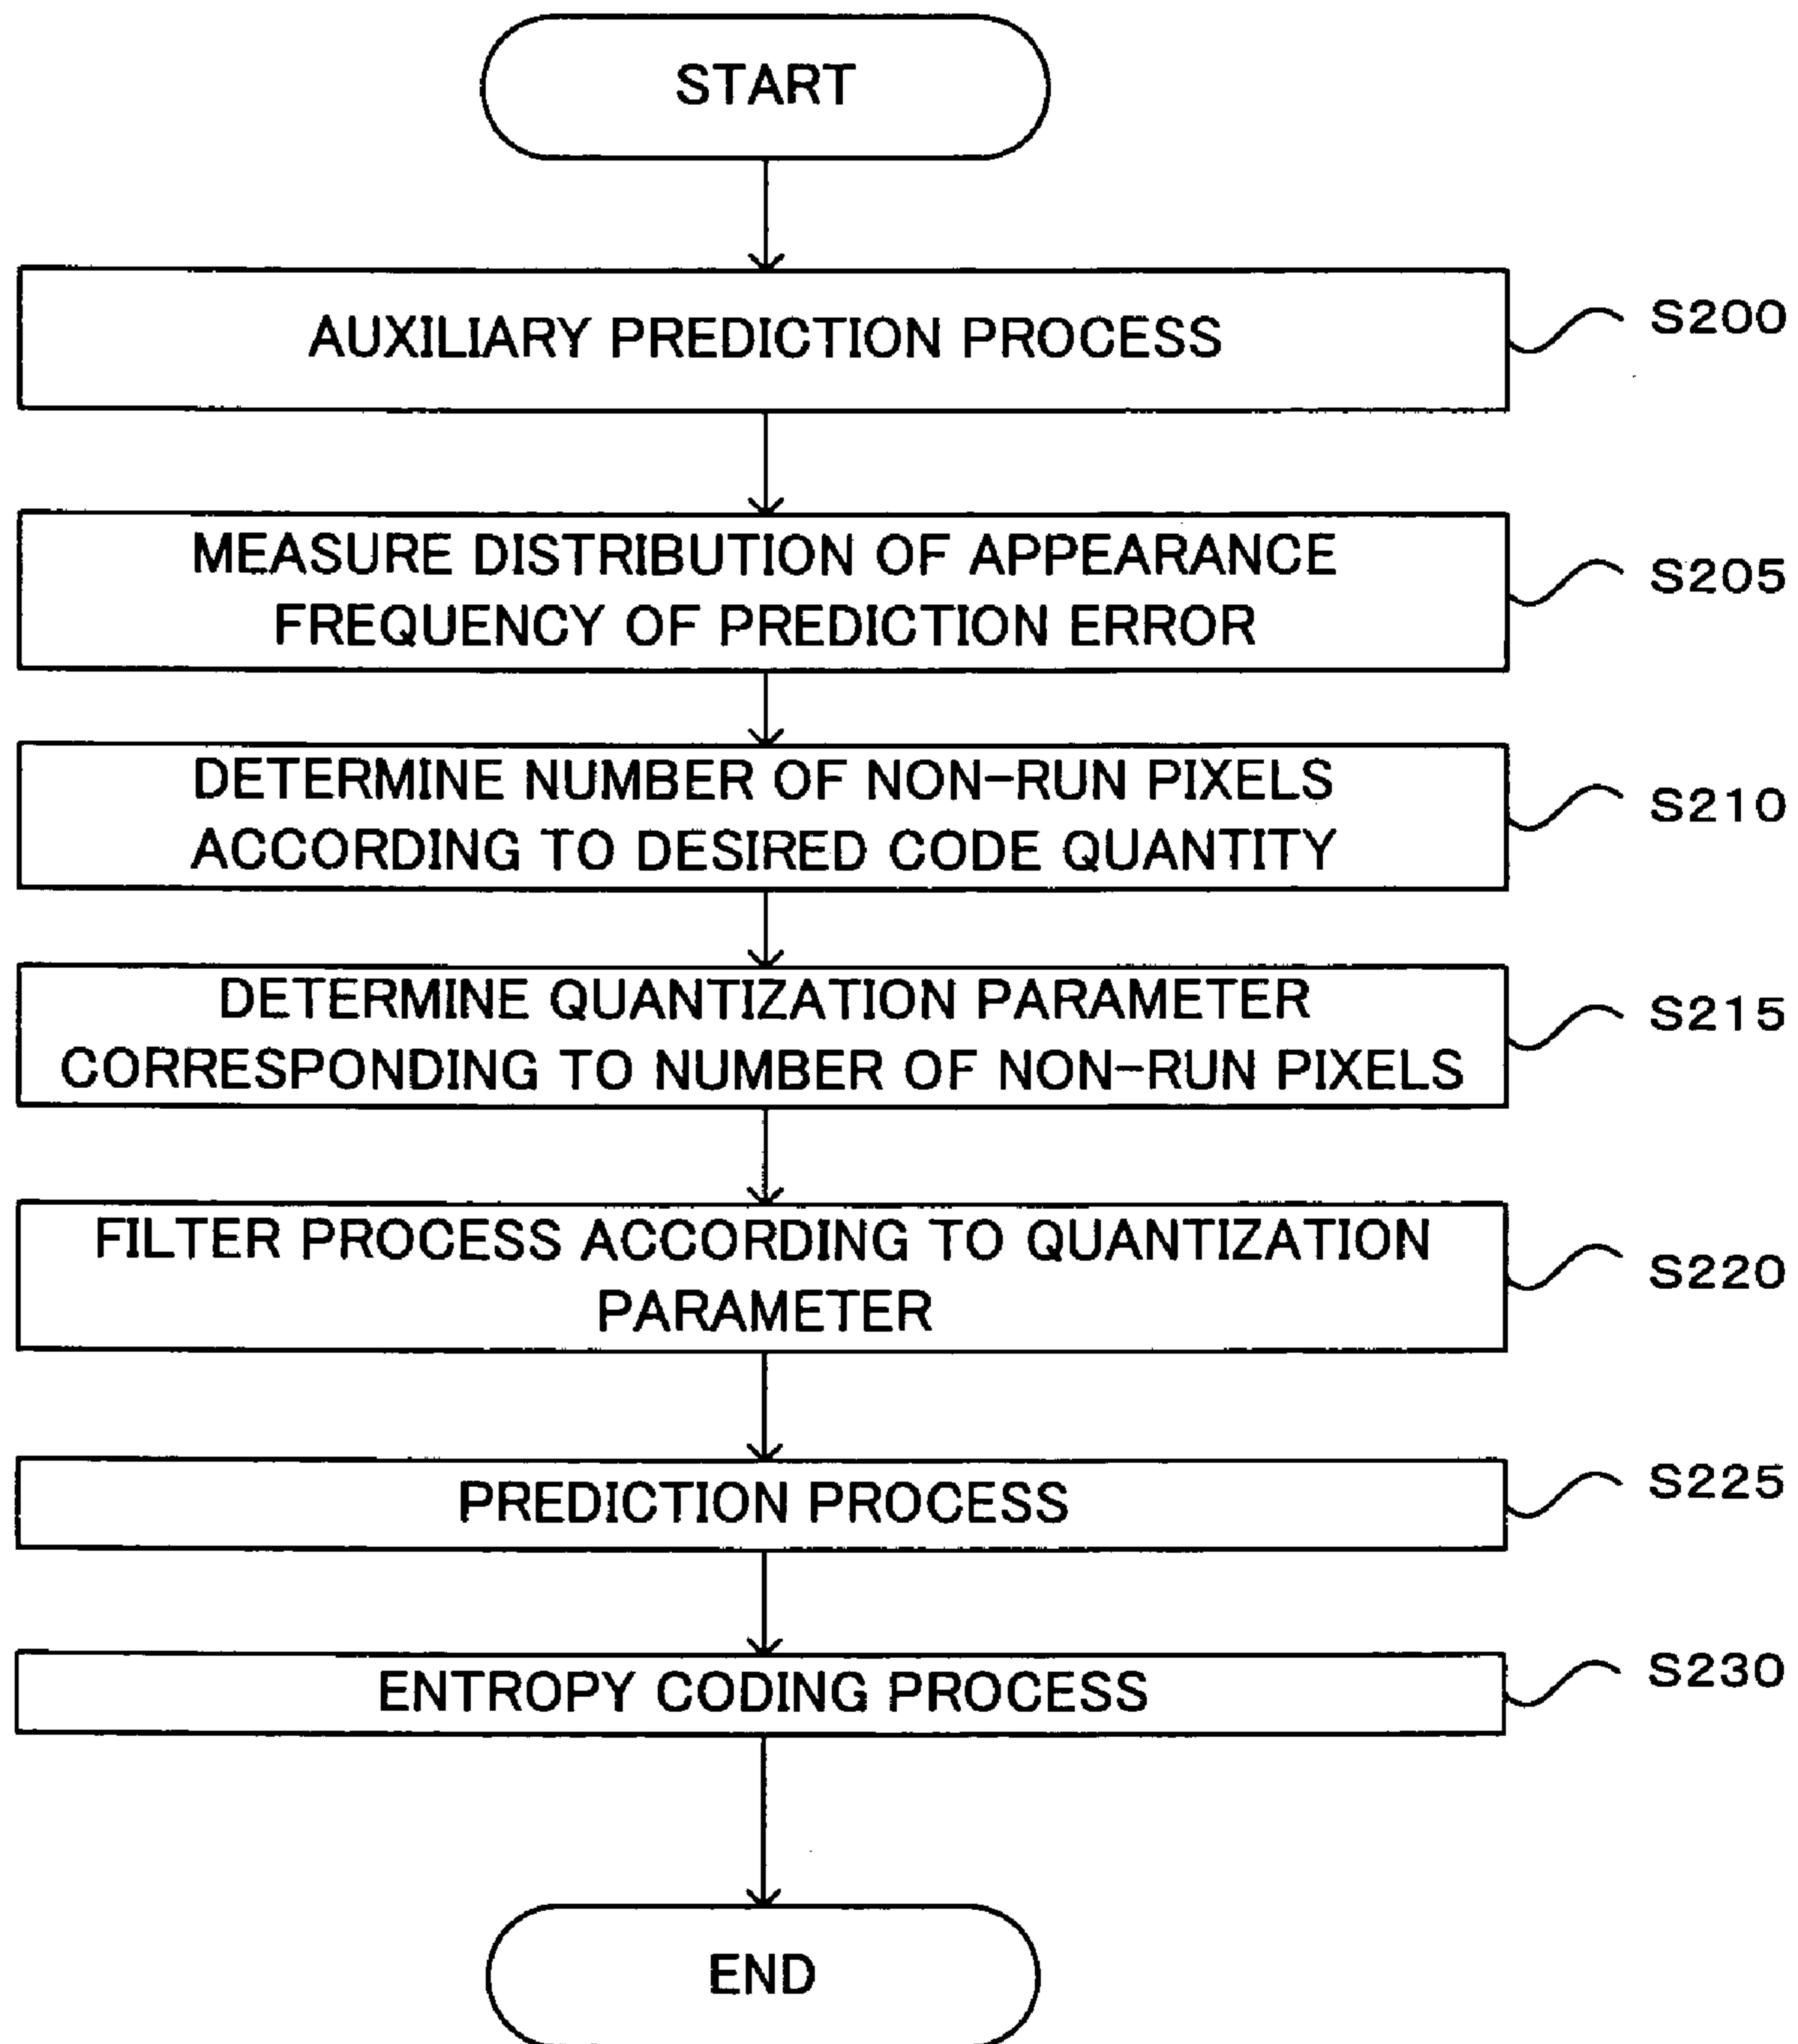 START
AUXILIARY PREDICTION PROCESS
S200
MEASURE DISTRIBUTION OF APPEARANCE
FREQUENCY OF PREDICTION ERROR
S205
DETERMINE NUMBER OF NON-RUN PIXELS
ACCORDING TO DESIRED CODE QUANTITY
S210
DETERMINE QUANTIZATION PARAMETER
CORRESPONDING TO NUMBER OF NON-RUN PIXELS
S215
FILTER PROCESS ACCORDING TO QUANTIZATION
PARAMETER
S220
PREDICTION PROCESS
S225
ENTROPY CODING PROCESS
S230
END